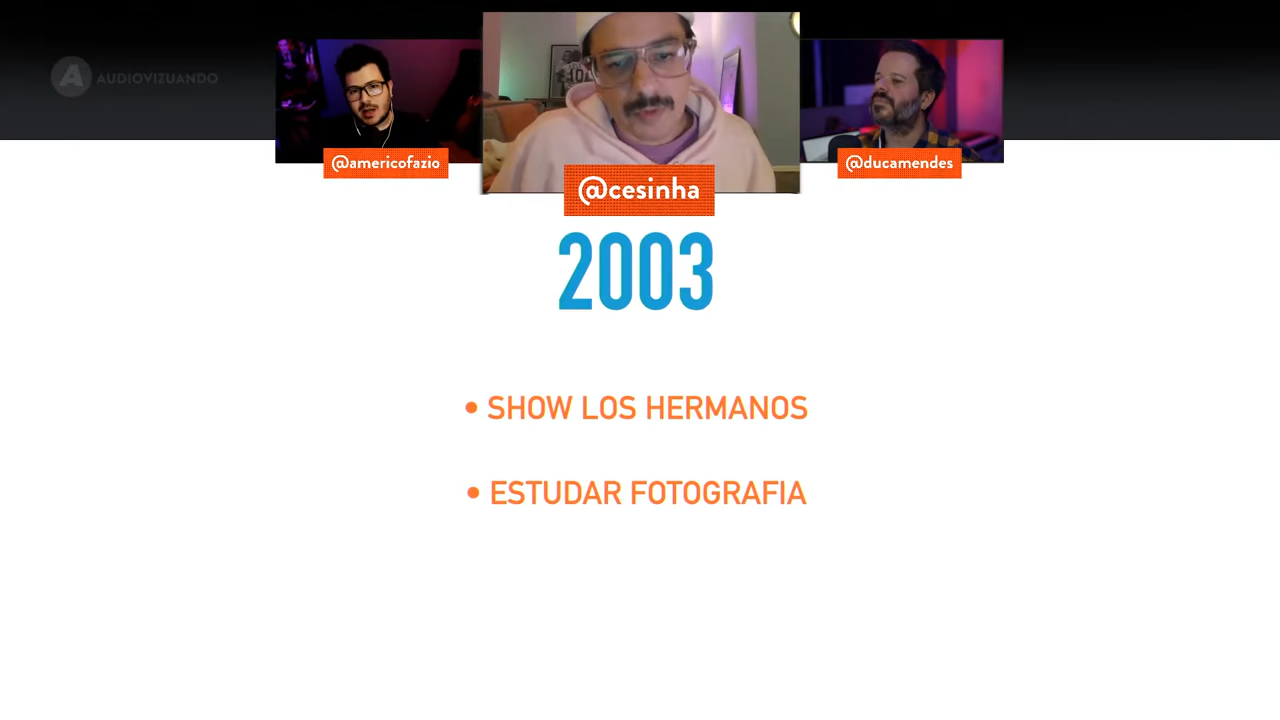 AUDIOVIZUANDO
@americofazio
@cesinha
@ducamendes
2003
• SHOW LOS HERMANOS
• ESTUDAR FOTOGRAFIA